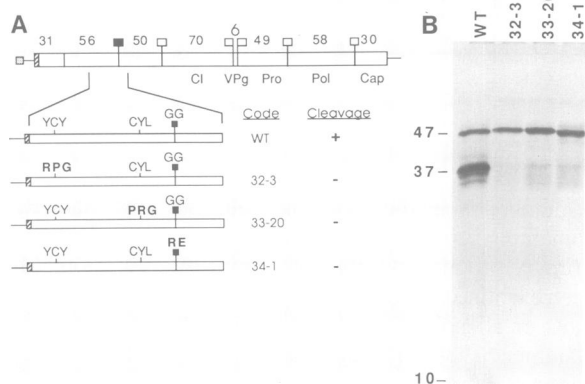 A
31 56 50 70 6 49 58 30
CI VPg Pro Pol Cap
Code Cleavage
YCY CYL GG
WT +
RPG CYL GG
32-3 -
YCY PRG GG
33-20 -
YCY CYL RE
34-1 -
B
WT 32-3 33-20 34-1
47-
37-
10-